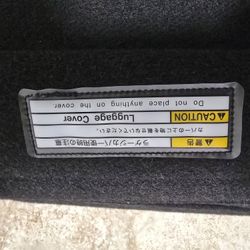 ⚠警告
ラゲージカバー使用時の注意
カバーの上に物を載せないでください。
⚠CAUTION
Luggage Cover
Do not place anything on the cover.